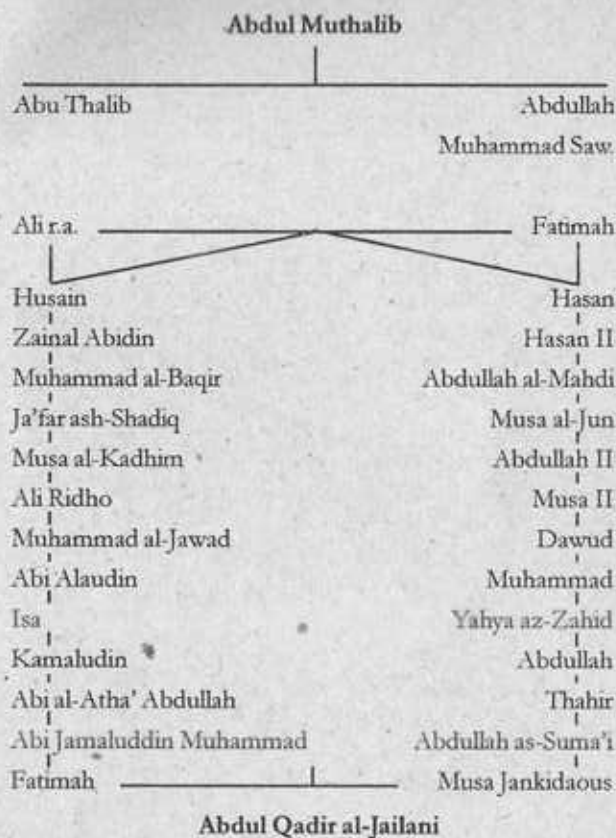 Abdul Muthalib
Abu Thalib Abdullah
Muhammad Saw.
Ali r.a. Fatimah
Husain Hasan
Zainal Abidin Hasan II
Muhammad al-Baqir Abdullah al-Mahdi
Ja'far ash-Shadiq Musa al-Jun
Musa al-Kadhim Abdullah II
Ali Ridho Musa II
Muhammad al-Jawad Dawud
Abi Alaudin Muhammad
Isa Yahya az-Zahid
Kamaludin Abdullah
Abi al-Atha' Abdullah Thahir
Abi Jamaluddin Muhammad Abdullah as-Suma'i
Fatimah Musa Jankidaous
Abdul Qadir al-Jailani